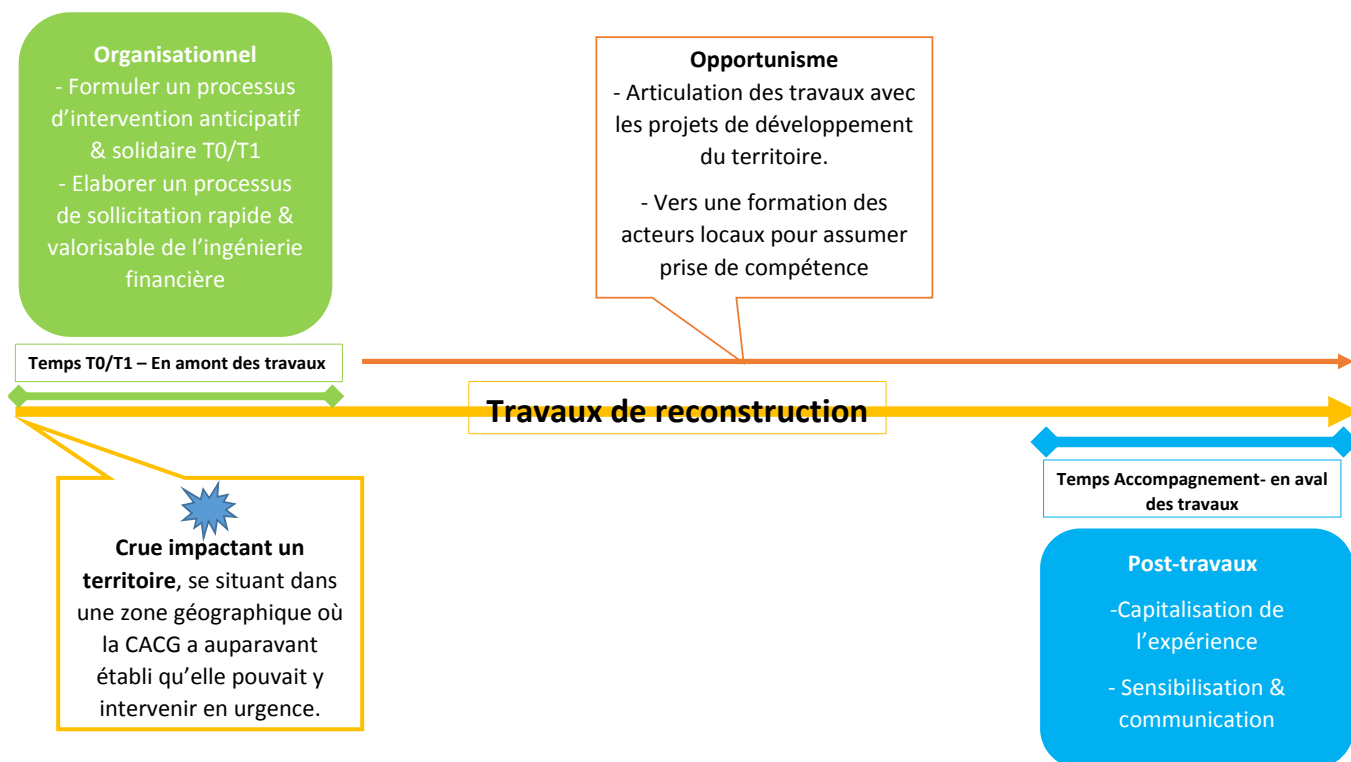 Organisationnel
- Formuler un processus
d’intervention anticipatif
& solidaire T0/T1
- Elaborer un processus
de sollicitation rapide &
valorisable de l’ingénierie
financière
Opportunisme
- Articulation des travaux avec
les projets de développement
du territoire.
- Vers une formation des
acteurs locaux pour assumer
prise de compétence
Temps T0/T1 – En amont des travaux
Travaux de reconstruction
Crue impactant un
territoire, se situant dans
une zone géographique où
la CACG a auparavant
établi qu’elle pouvait y
intervenir en urgence.
Temps Accompagnement- en aval
des travaux
Post-travaux
-Capitalisation de
l’expérience
- Sensibilisation &
communication